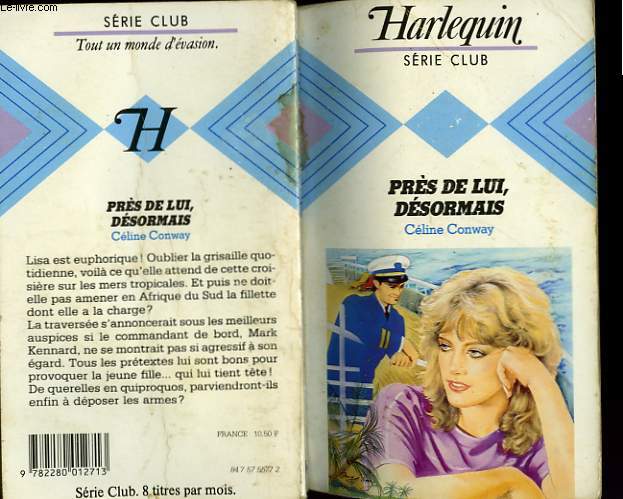 Le-livre.com
SÉRIE CLUB
Tout un monde d'évasion.
H
PRÈS DE LUI,
DÉSORMAIS
Céline Conway
Lisa est euphorique! Oublier la grisaille quo-
tidienne, voilà ce qu'elle attend de cette croi-
sière sur les mers tropicales. Et puis ne doit-
elle pas amener en Afrique du Sud la fillette
dont elle a la charge?
La traversée s'annoncerait sous les meilleurs
auspices si le commandant de bord, Mark
Kennard, ne se montrait pas si agressif à son
égard. Tous les prétextes lui sont bons pour
provoquer la jeune fille... qui lui tient tête!
De querelles en quiproquos, parviendront-ils
enfin à déposer les armes?
FRANCE : 10,50 F
9 782280 012713
84.7.57.5677.2
Série Club. 8 titres par mois.
Harlequin
SÉRIE CLUB
PRÈS DE LUI,
DÉSORMAIS
Céline Conway